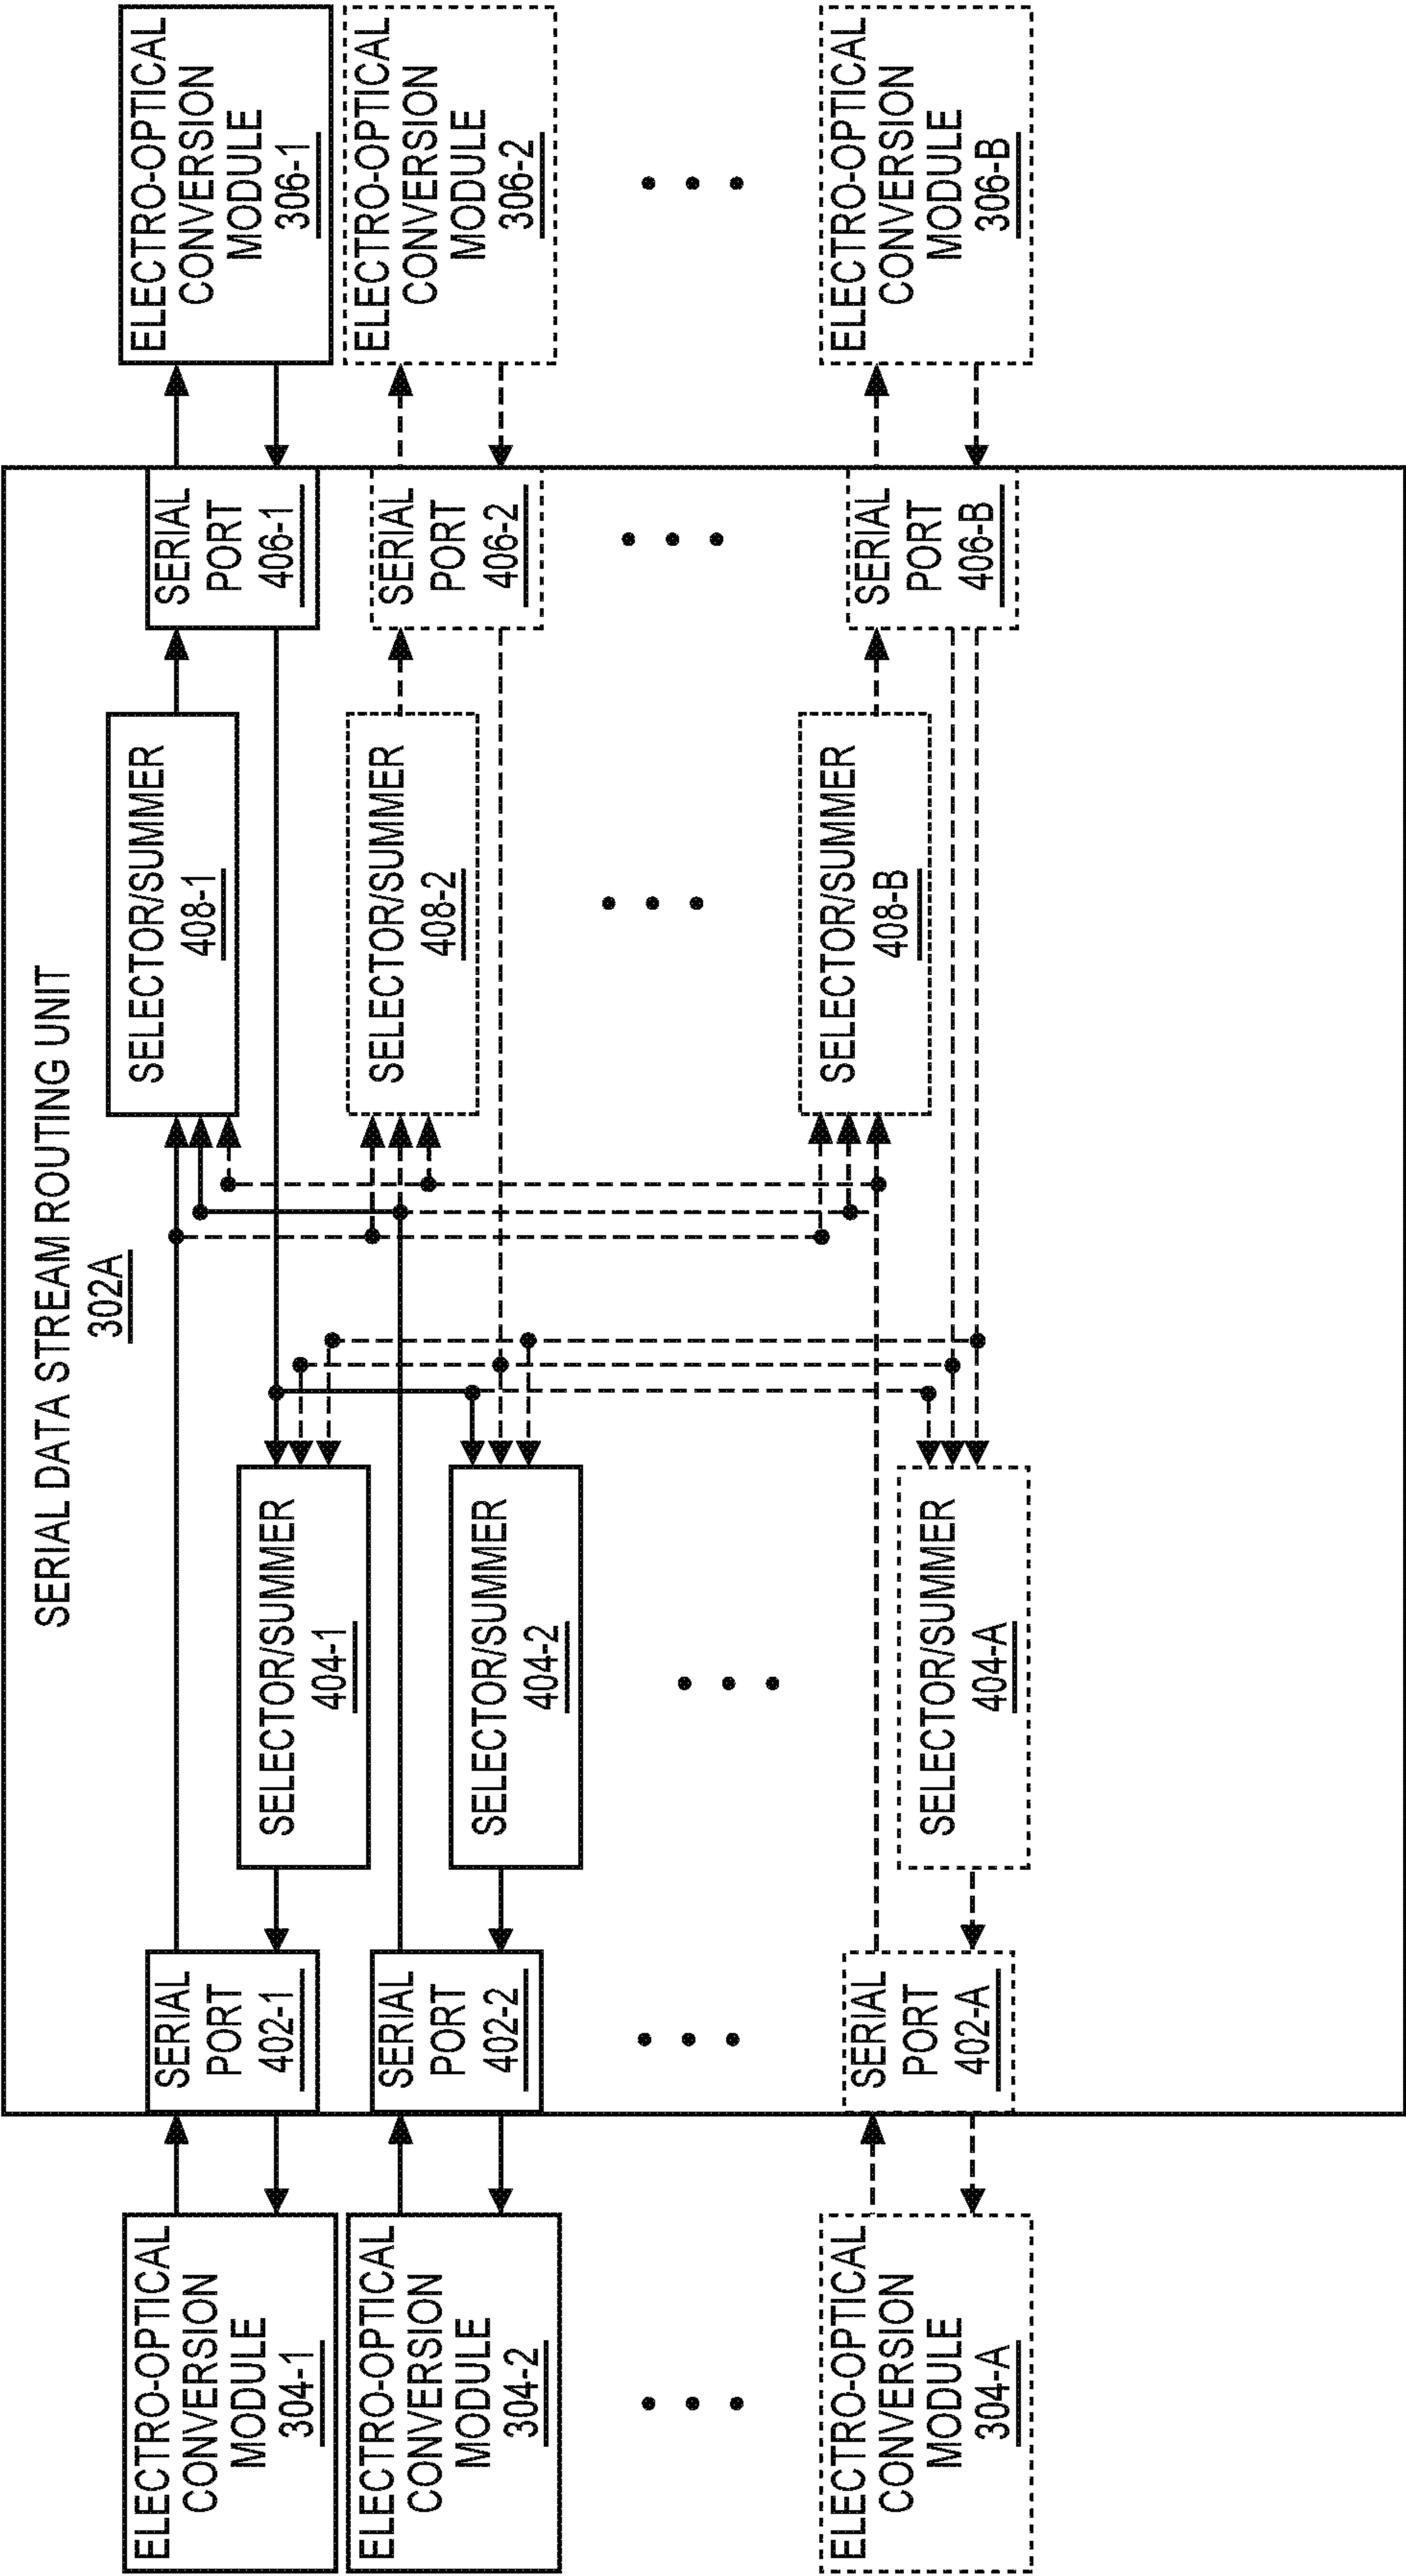 SERIAL DATA STREAM ROUTING UNIT
302A
ELECTRO-OPTICAL
CONVERSION
MODULE
304-1
SERIAL
PORT
402-1
SELECTOR/SUMMER
404-1
SELECTOR/SUMMER
408-1
SERIAL
PORT
406-1
ELECTRO-OPTICAL
CONVERSION
MODULE
306-1
ELECTRO-OPTICAL
CONVERSION
MODULE
304-2
SERIAL
PORT
402-2
SELECTOR/SUMMER
404-2
SELECTOR/SUMMER
408-2
SERIAL
PORT
406-2
ELECTRO-OPTICAL
CONVERSION
MODULE
306-2
ELECTRO-OPTICAL
CONVERSION
MODULE
304-A
SERIAL
PORT
402-A
SELECTOR/SUMMER
404-A
SELECTOR/SUMMER
408-B
SERIAL
PORT
406-B
ELECTRO-OPTICAL
CONVERSION
MODULE
306-B